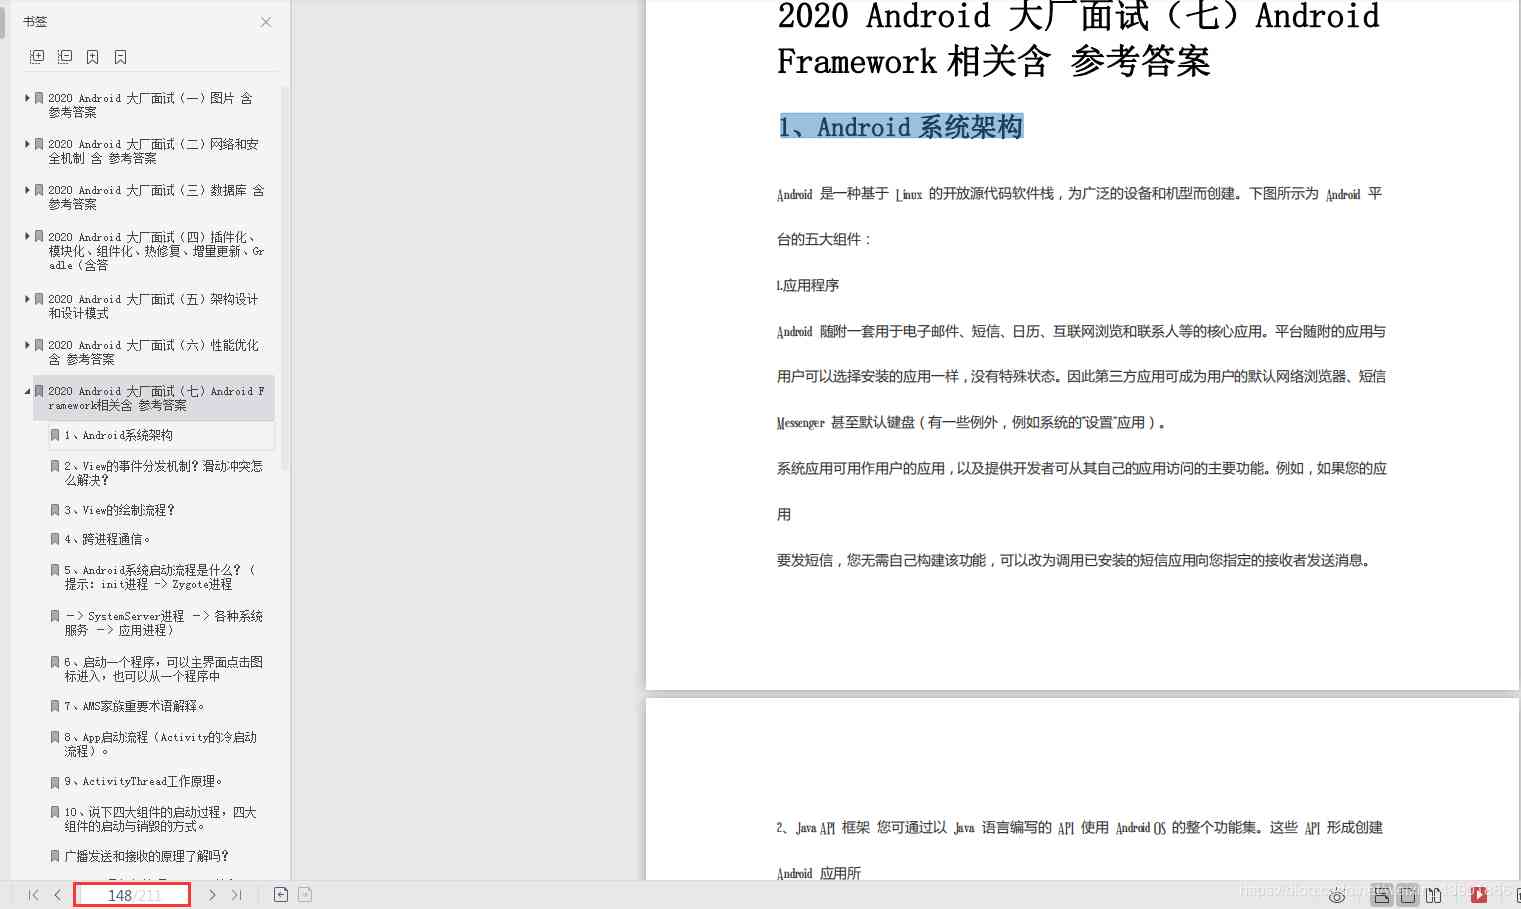 书签
2020 Android 大厂面试（一）图片 含
参考答案
2020 Android 大厂面试（二）网络和安
全机制 含 参考答案
2020 Android 大厂面试（三）数据库 含
参考答案
2020 Android 大厂面试（四）插件化、
模块化、组件化、热修复、增量更新、Gr
adle（含答
2020 Android 大厂面试（五）架构设计
和设计模式
2020 Android 大厂面试（六）性能优化
含 参考答案
2020 Android 大厂面试（七）Android F
ramework相关含 参考答案
1、Android系统架构
2、View的事件分发机制？滑动冲突怎
么解决？
3、View的绘制流程？
4、跨进程通信。
5、Android系统启动流程是什么？（
提示：init进程 -> Zygote进程
-> SystemServer进程 -> 各种系统
服务 -> 应用进程）
6、启动一个程序，可以主界面点击图
标进入，也可以从一个程序中
7、AMS家族重要术语解释。
8、App启动流程（Activity的冷启动
流程）。
9、ActivityThread工作原理。
10、说下四大组件的启动过程，四大
组件的启动与销毁的方式。
广播发送和接收的原理了解吗？
148/211
2020 Android 大厂面试（七）Android
Framework 相关含 参考答案
1、Android 系统架构
Android 是一种基于 Linux 的开放源代码软件栈，为广泛的设备和机型而创建。下图所示为 Android 平
台的五大组件：
1.应用程序
Android 随附一套用于电子邮件、短信、日历、互联网浏览和联系人等的核心应用。平台随附的应用与
用户可以选择安装的应用一样，没有特殊状态。因此第三方应用可成为用户的默认网络浏览器、短信
Messenger 甚至默认键盘（有一些例外，例如系统的“设置”应用）。
系统应用可用作用户的应用，以及提供开发者可从其自己的应用访问的主要功能。例如，如果您的应
用
要发短信，您无需自己构建该功能，可以改为调用已安装的短信应用向您指定的接收者发送消息。
2、Java API 框架 您可通过以 Java 语言编写的 API 使用 Android OS 的整个功能集。这些 API 形成创建
Android 应用所